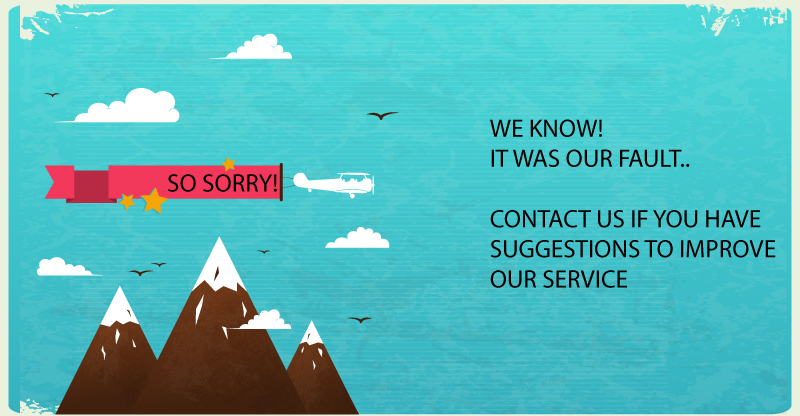 SO SORRY!
WE KNOW!
IT WAS OUR FAULT..
CONTACT US IF YOU HAVE
SUGGESTIONS TO IMPROVE
OUR SERVICE